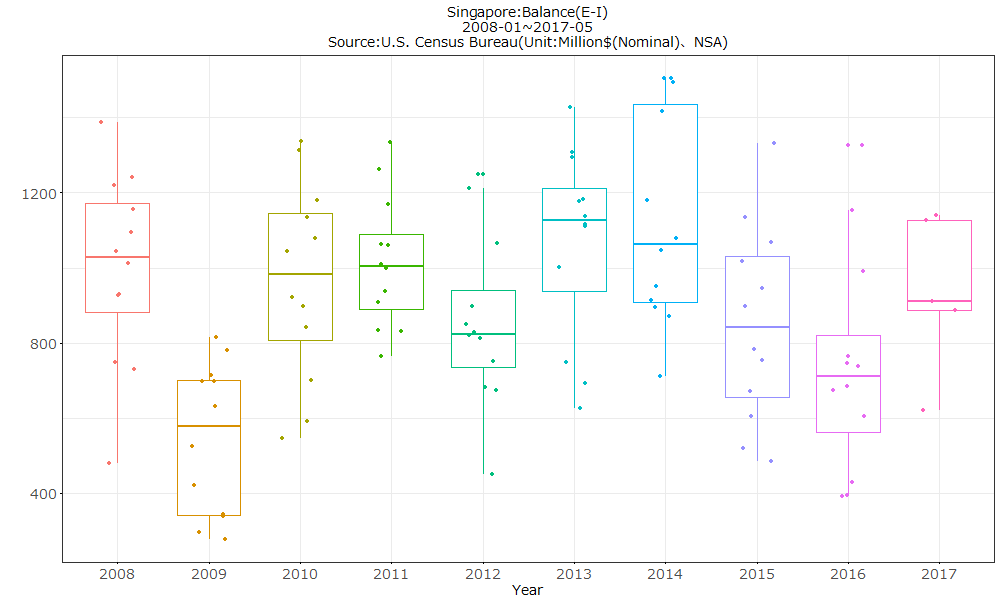 Singapore:Balance(E-I)
2008-01~2017-05
Source:U.S. Census Bureau(Unit:Million$(Nominal)、NSA)
1200
800
400
2008 2009 2010 2011 2012 2013 2014 2015 2016 2017
Year